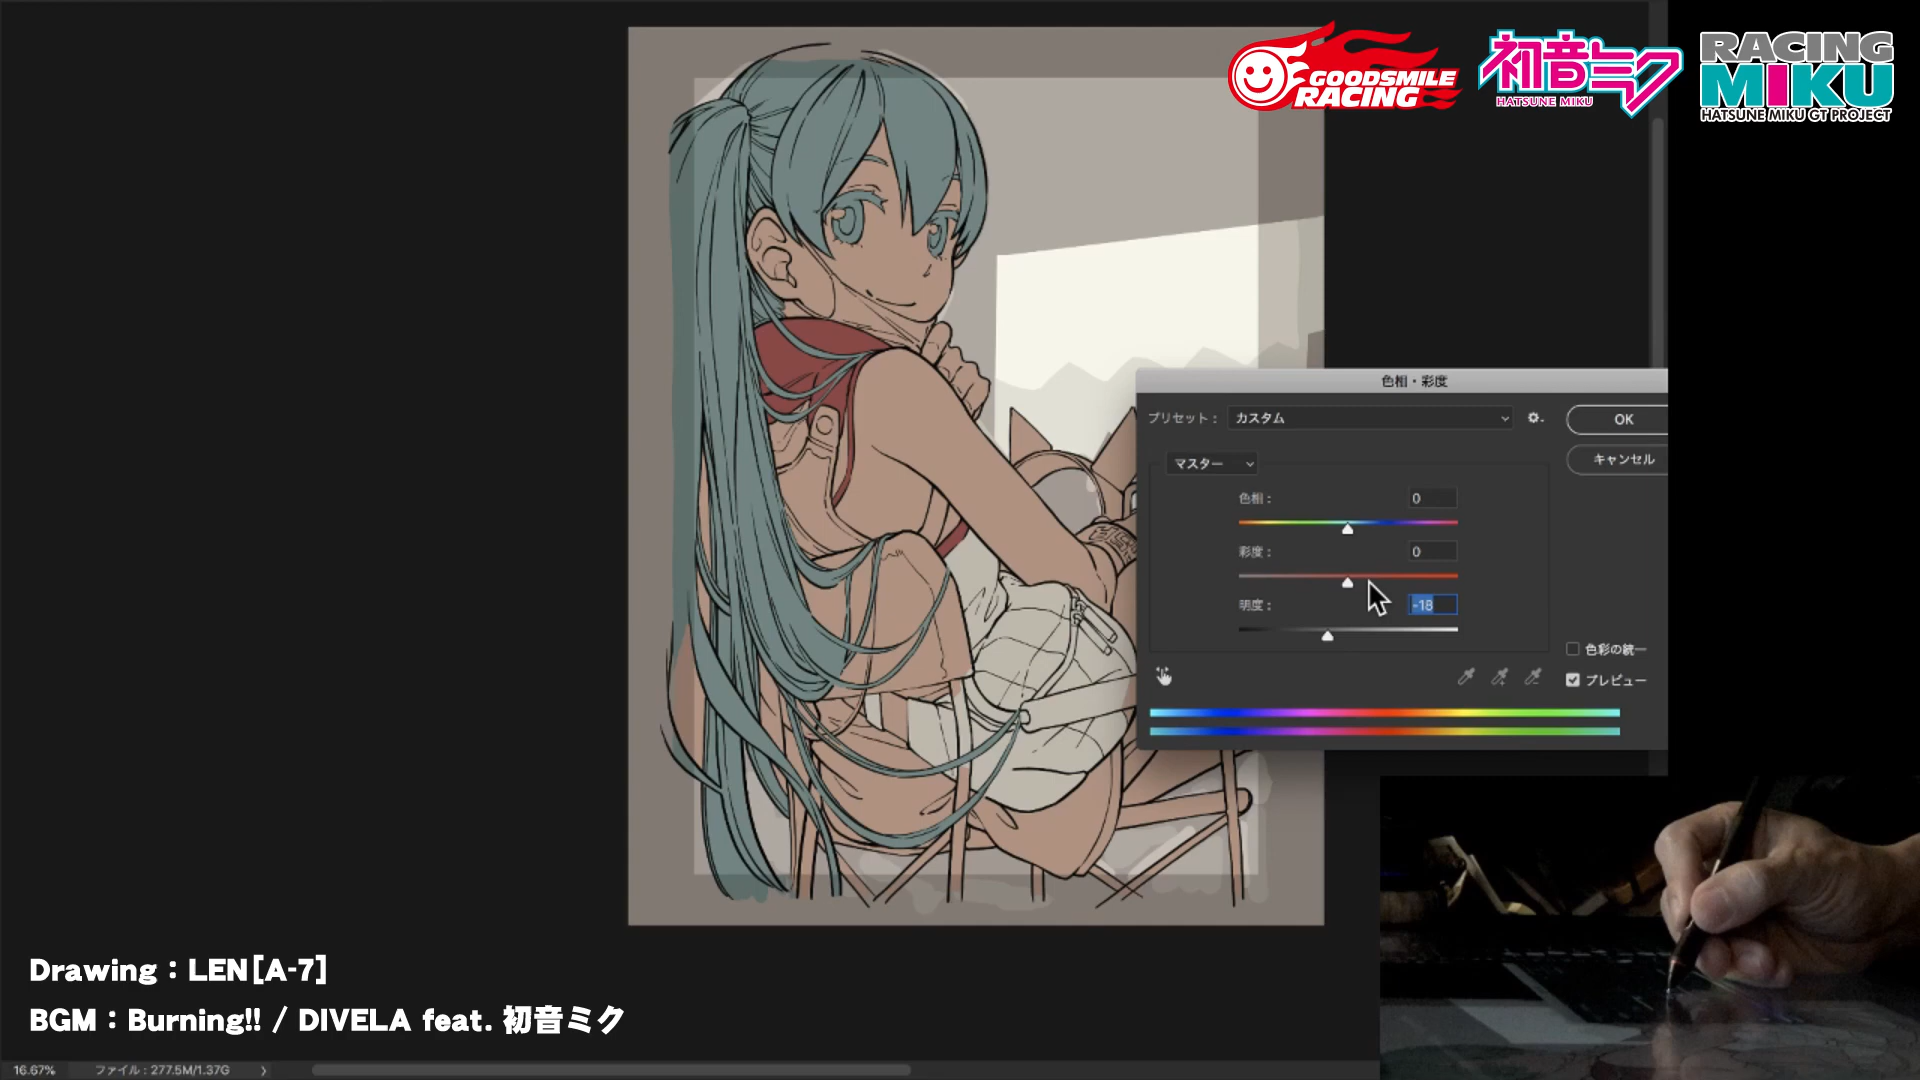 GOODSMILE
RACING
初音ミク
HATSUNE MIKU
RACING
MIKU
HATSUNE MIKU GT PROJECT
色相・彩度
プリセット： カスタム
OK
キャンセル
マスター
色相： 0
彩度： 0
明度： -18
色彩の統一
プレビュー
Drawing：LEN[A-7]
BGM：Burning!! / DIVELA feat. 初音ミク
16.67% ファイル：277.5M/1.37G